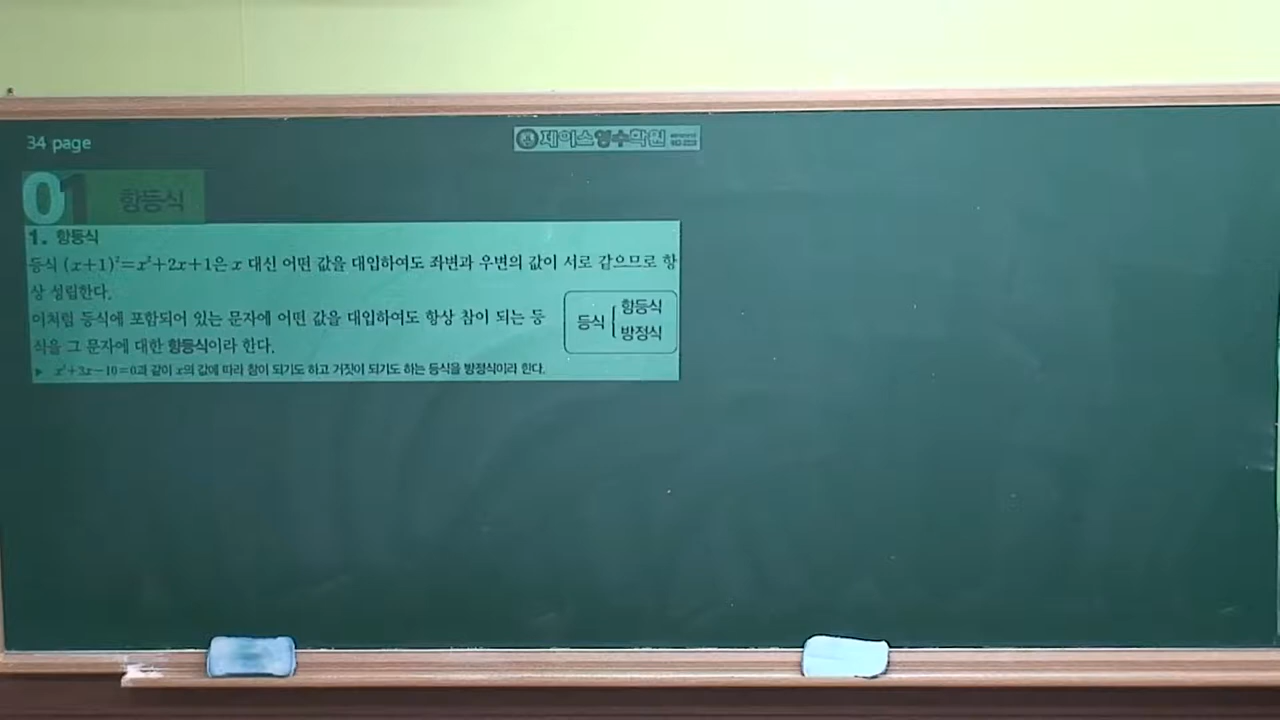 34 page
제이스영수학원
01 항등식
1. 항등식
등식 (x+1)²=x²+2x+1은 x 대신 어떤 값을 대입하여도 좌변과 우변의 값이 서로 같으므로 항
상 성립한다.
이처럼 등식에 포함되어 있는 문자에 어떤 값을 대입하여도 항상 참이 되는 등
식을 그 문자에 대한 항등식이라 한다.
등식
항등식
방정식
▶ x²+3x-10=0과 같이 x의 값에 따라 참이 되기도 하고 거짓이 되기도 하는 등식을 방정식이라 한다.